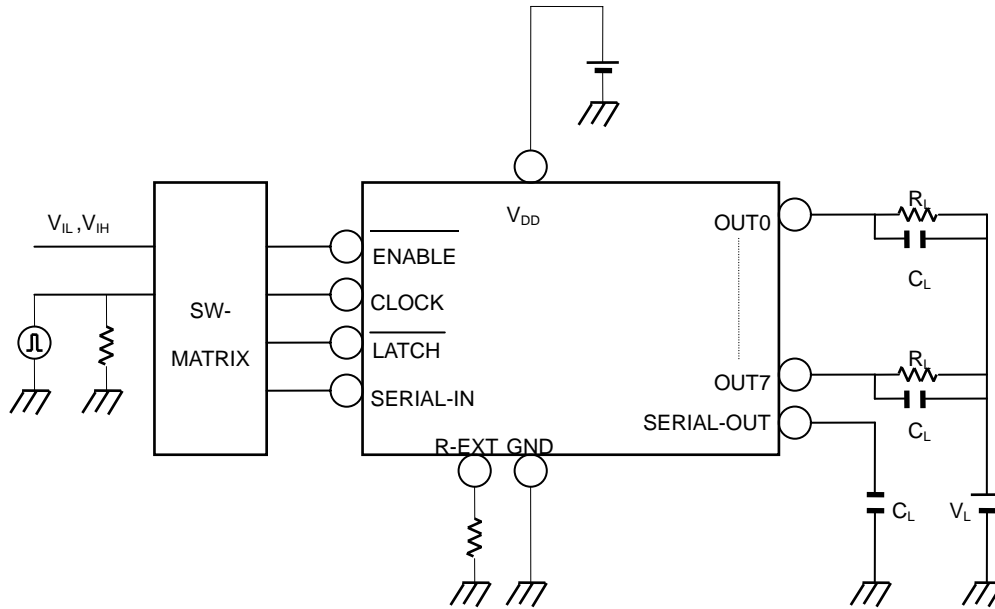 V_DD
V_IL ,V_IH
ENABLE
CLOCK
LATCH
SERIAL-IN
SW-
MATRIX
R-EXT
GND
OUT0
OUT7
SERIAL-OUT
R_L
C_L
R_L
C_L
C_L
V_L